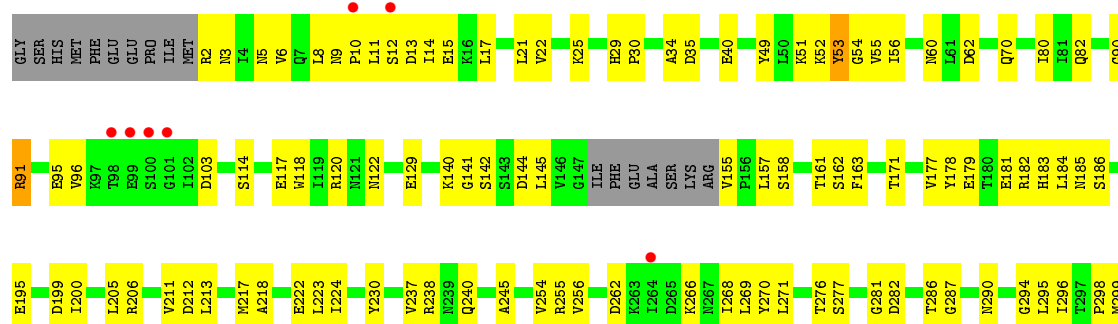 GLY SER HIS MET PHE GLU GLU PRO ILE MET R2 N3 I4 N5 V6 Q7 L8 N9 P10 L11 S12 D13 I14 E15 K16 L17 L21 V22 K25 H29 P30 A34 D35 E40 Y49 L50 K51 K52 Y53 G54 V55 I56 N60 L61 D62 Q70 I80 I81 Q82
R91 E95 V96 K97 T98 E99 S100 G101 I102 D103 S114 E117 W118 I119 R120 N121 N122 E129 K140 G141 S142 S143 D144 L145 V146 G147 ILE PHE GLU ALA SER LYS ARG V155 P156 L157 S158 T161 S162 F163 T171 V177 Y178 E179 T180 E181 R182 H183 L184 N185 S186
E195 D199 I200 L205 R206 V211 D212 L213 M217 A218 E222 L223 I224 Y230 V237 R238 N239 Q240 A245 V254 R255 V256 D262 K263 I264 D265 K266 N267 I268 L269 Y270 L271 T276 S277 G281 D282 T286 G287 N290 G294 L295 I296 T297 P298